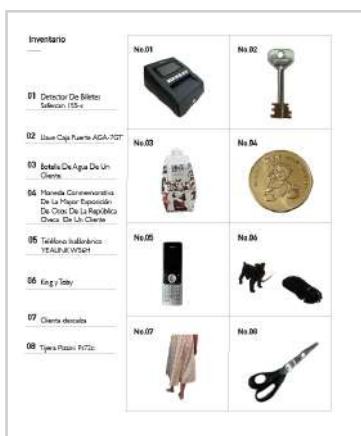 Inventario
01 Detector De Billetes
Safescan 155-s
02 Llave Caja Fuerte AGA-7GT
03 Botella De Agua De Un
Cliente
04 Moneda Conmemorativa
De La Mayor Exposición
De Osos De La República
Checa. De Un Cliente
05 Teléfono Inalámbrico
YEALINK W56H
06 King y Toby
07 Clienta descalza
08 Tijera Pizzini
No.01
No.02
No.03
No.04
No.05
No.06
No.07
No.08